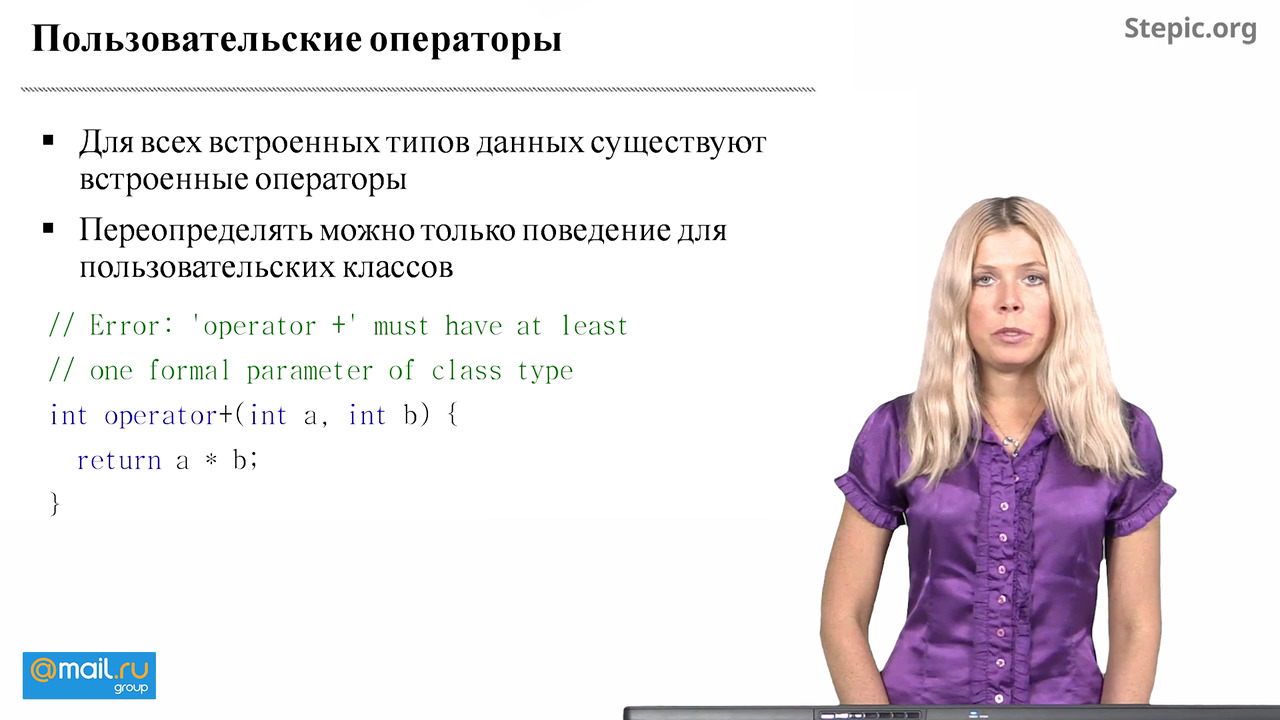 Пользовательские операторы
Stepic.org
▪ Для всех встроенных типов данных существуют
встроенные операторы
▪ Переопределять можно только поведение для
пользовательских классов
// Error: 'operator +' must have at least
// one formal parameter of class type
int operator+(int a, int b) {
return a * b;
}
@mail.ru
group